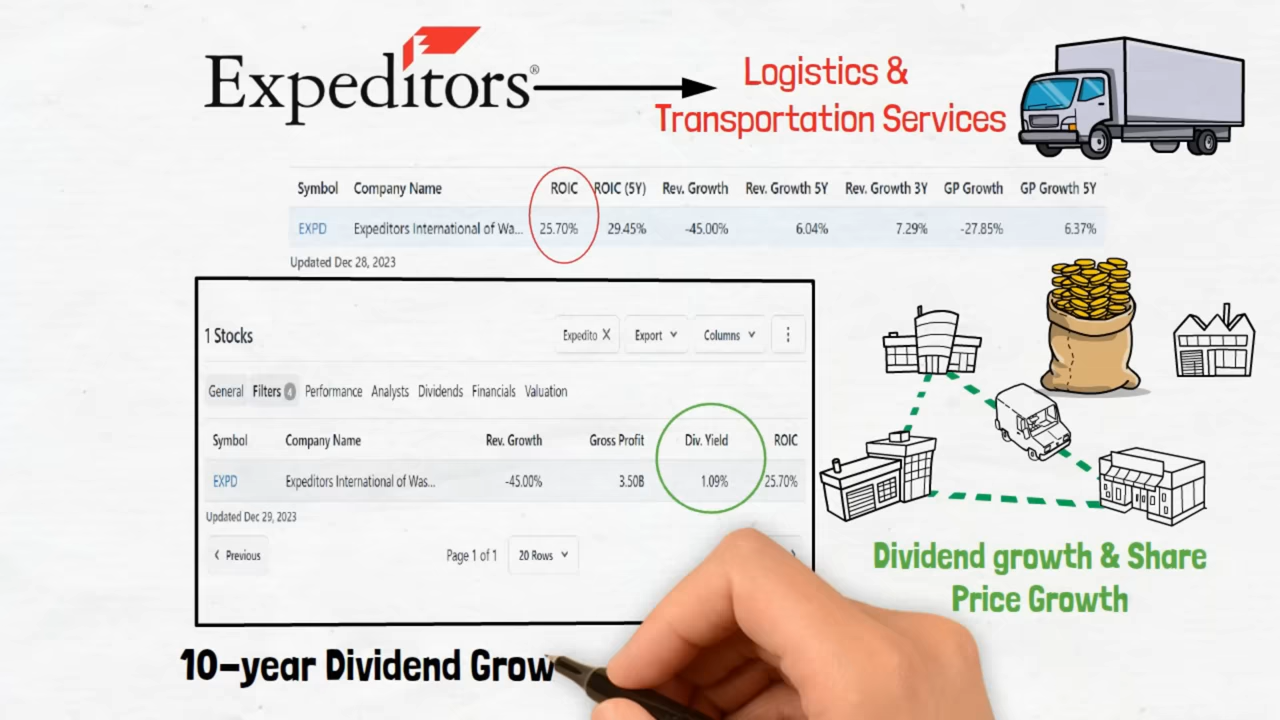 Expeditors®
Logistics &
Transportation Services
Symbol Company Name ROIC ROIC (5Y) Rev. Growth Rev. Growth 5Y Rev. Growth 3Y GP Growth GP Growth 5Y
EXPD Expeditors International of Wa... 25.70% 29.45% -45.00% 6.04% 7.29% -27.85% 6.37%
Updated Dec 28, 2023
1 Stocks Expedito X Export Columns
General Filters 4 Performance Analysts Dividends Financials Valuation
Symbol Company Name Rev. Growth Gross Profit Div. Yield ROIC
EXPD Expeditors International of Was... -45.00% 3.50B 1.09% 25.70%
Updated Dec 29, 2023
< Previous Page 1 of 1 20 Rows
Dividend growth & Share
Price Growth
10-year Dividend Grow